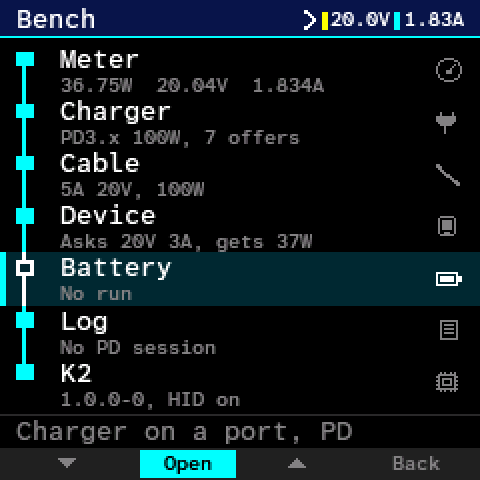 Bench 20.0V 1.83A
Meter
36.75W 20.04V 1.834A
Charger
PD3.x 100W, 7 offers
Cable
5A 20V, 100W
Device
Asks 20V 3A, gets 37W
Battery
No run
Log
No PD session
K2
1.0.0-0, HID on
Charger on a port, PD
Open Back